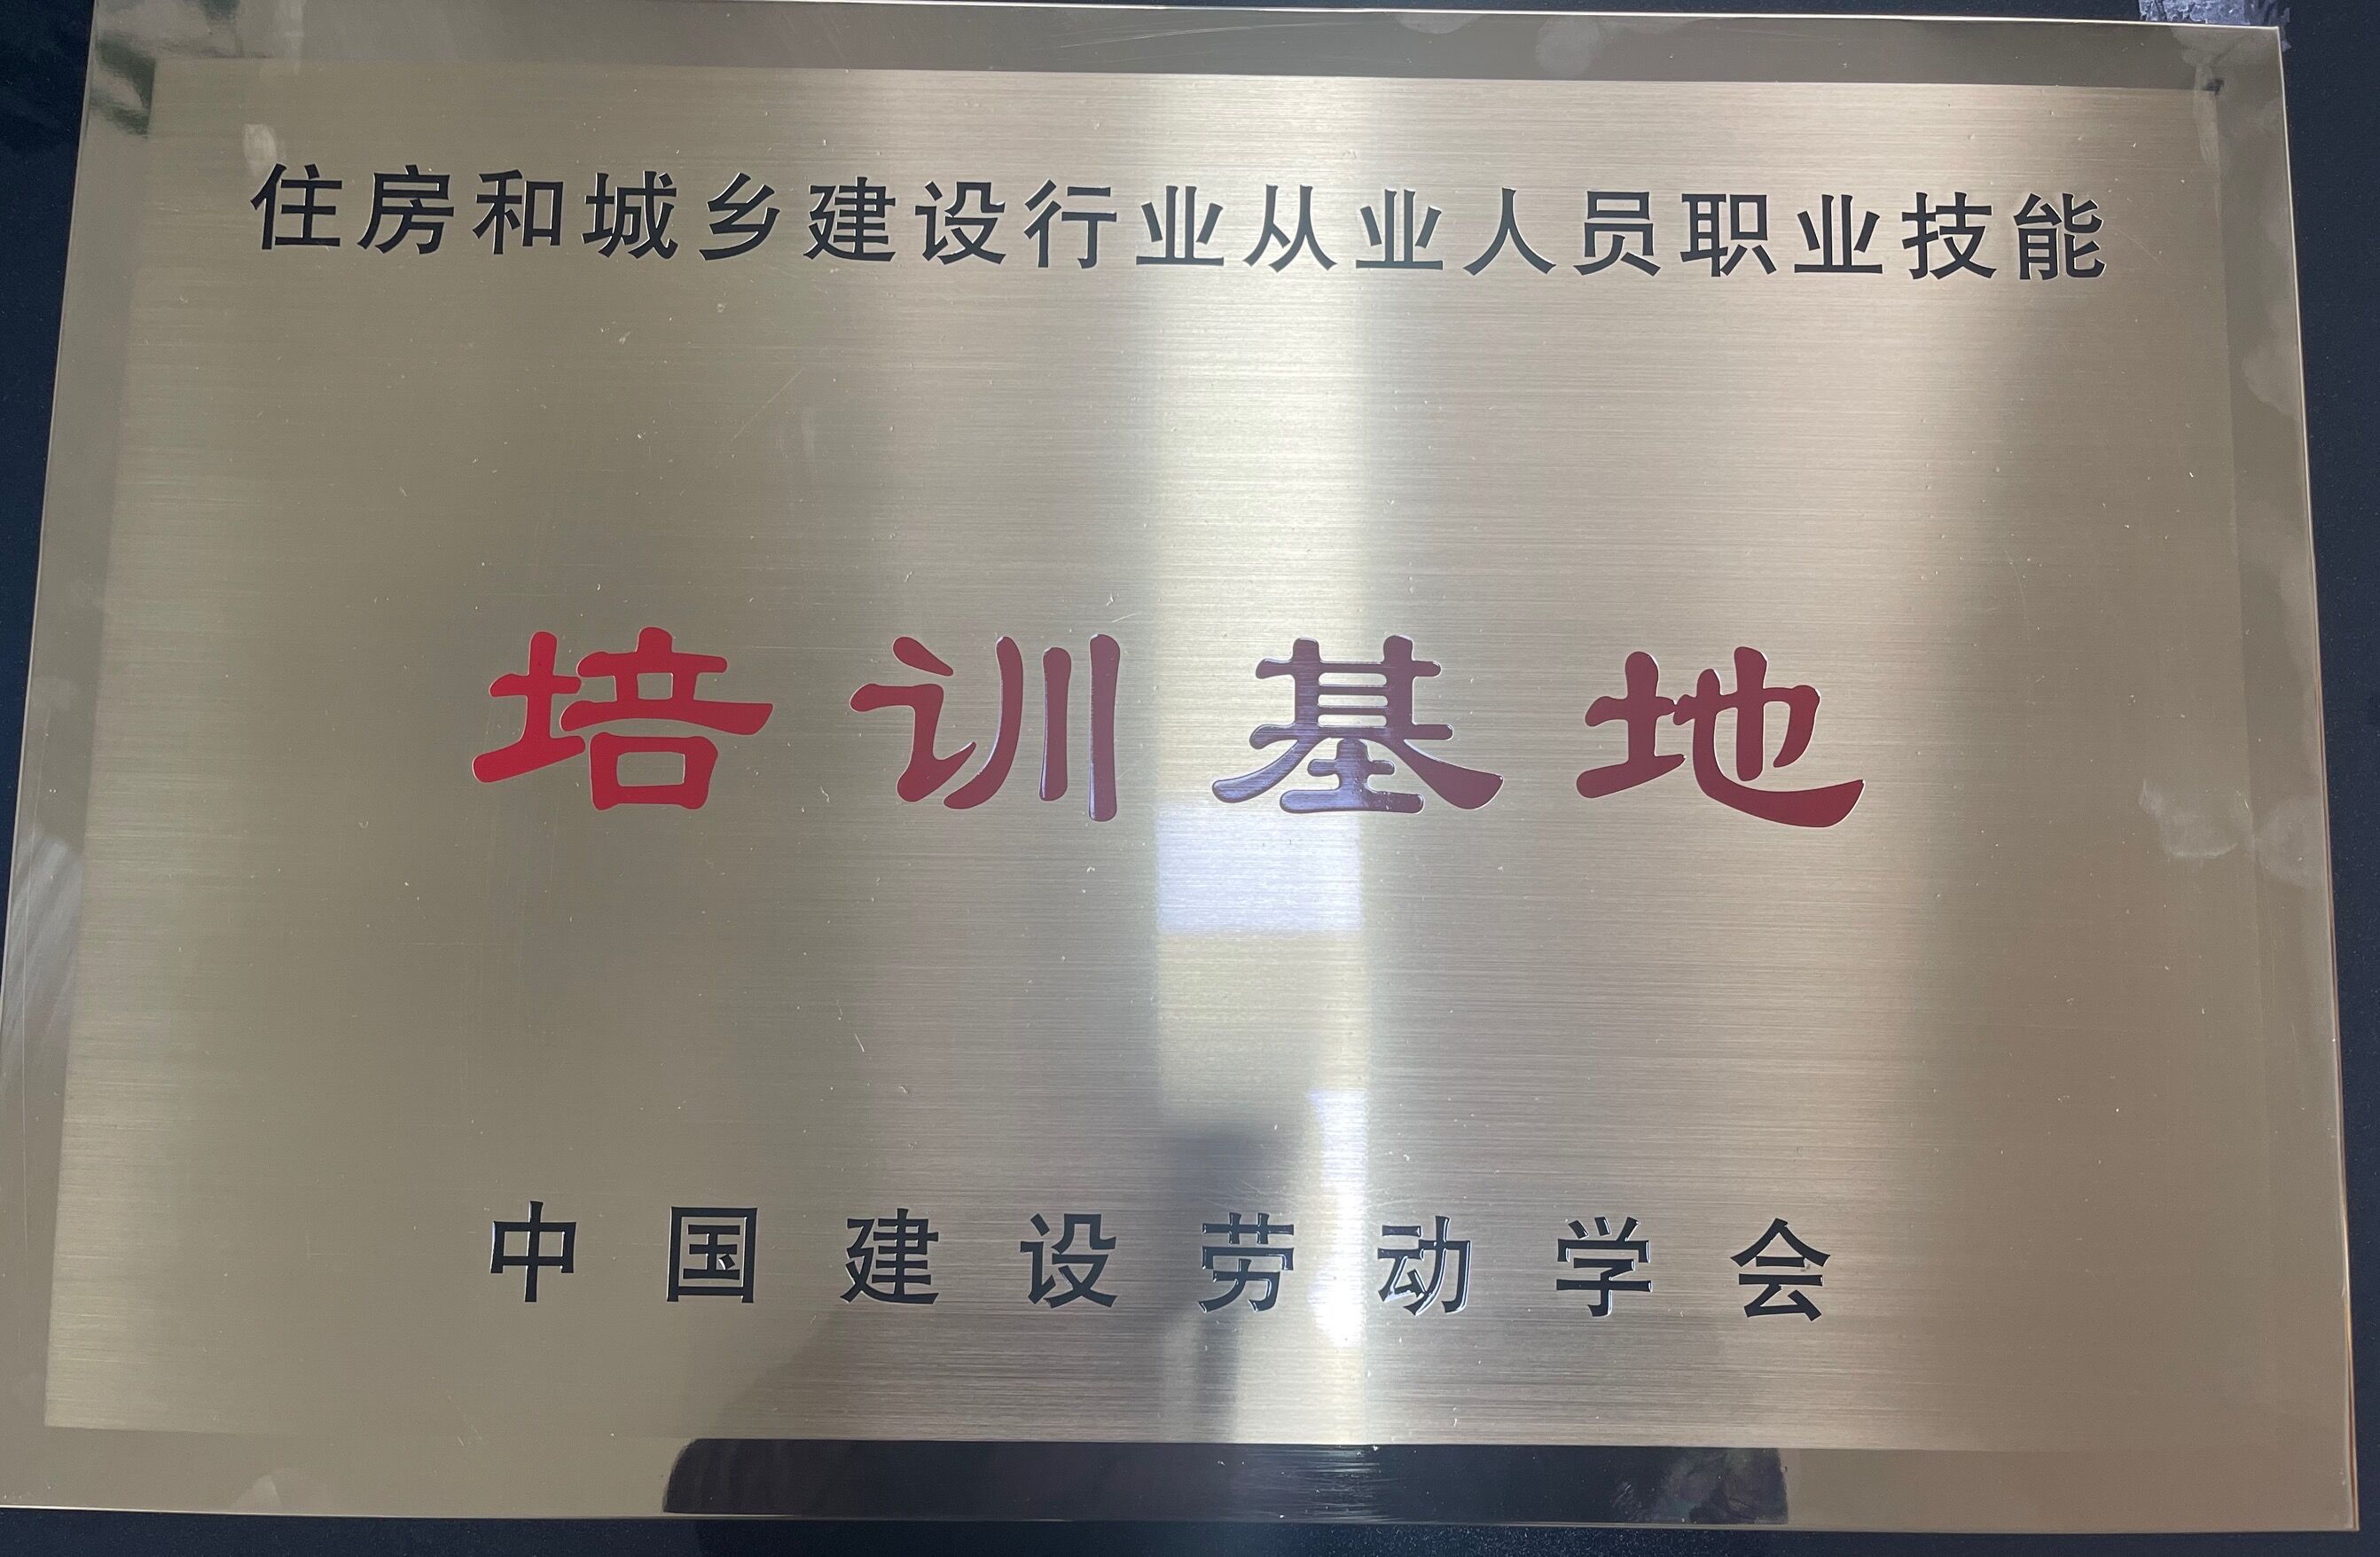 住房和城乡建设行业从业人员职业技能
培训基地
中国建设劳动学会